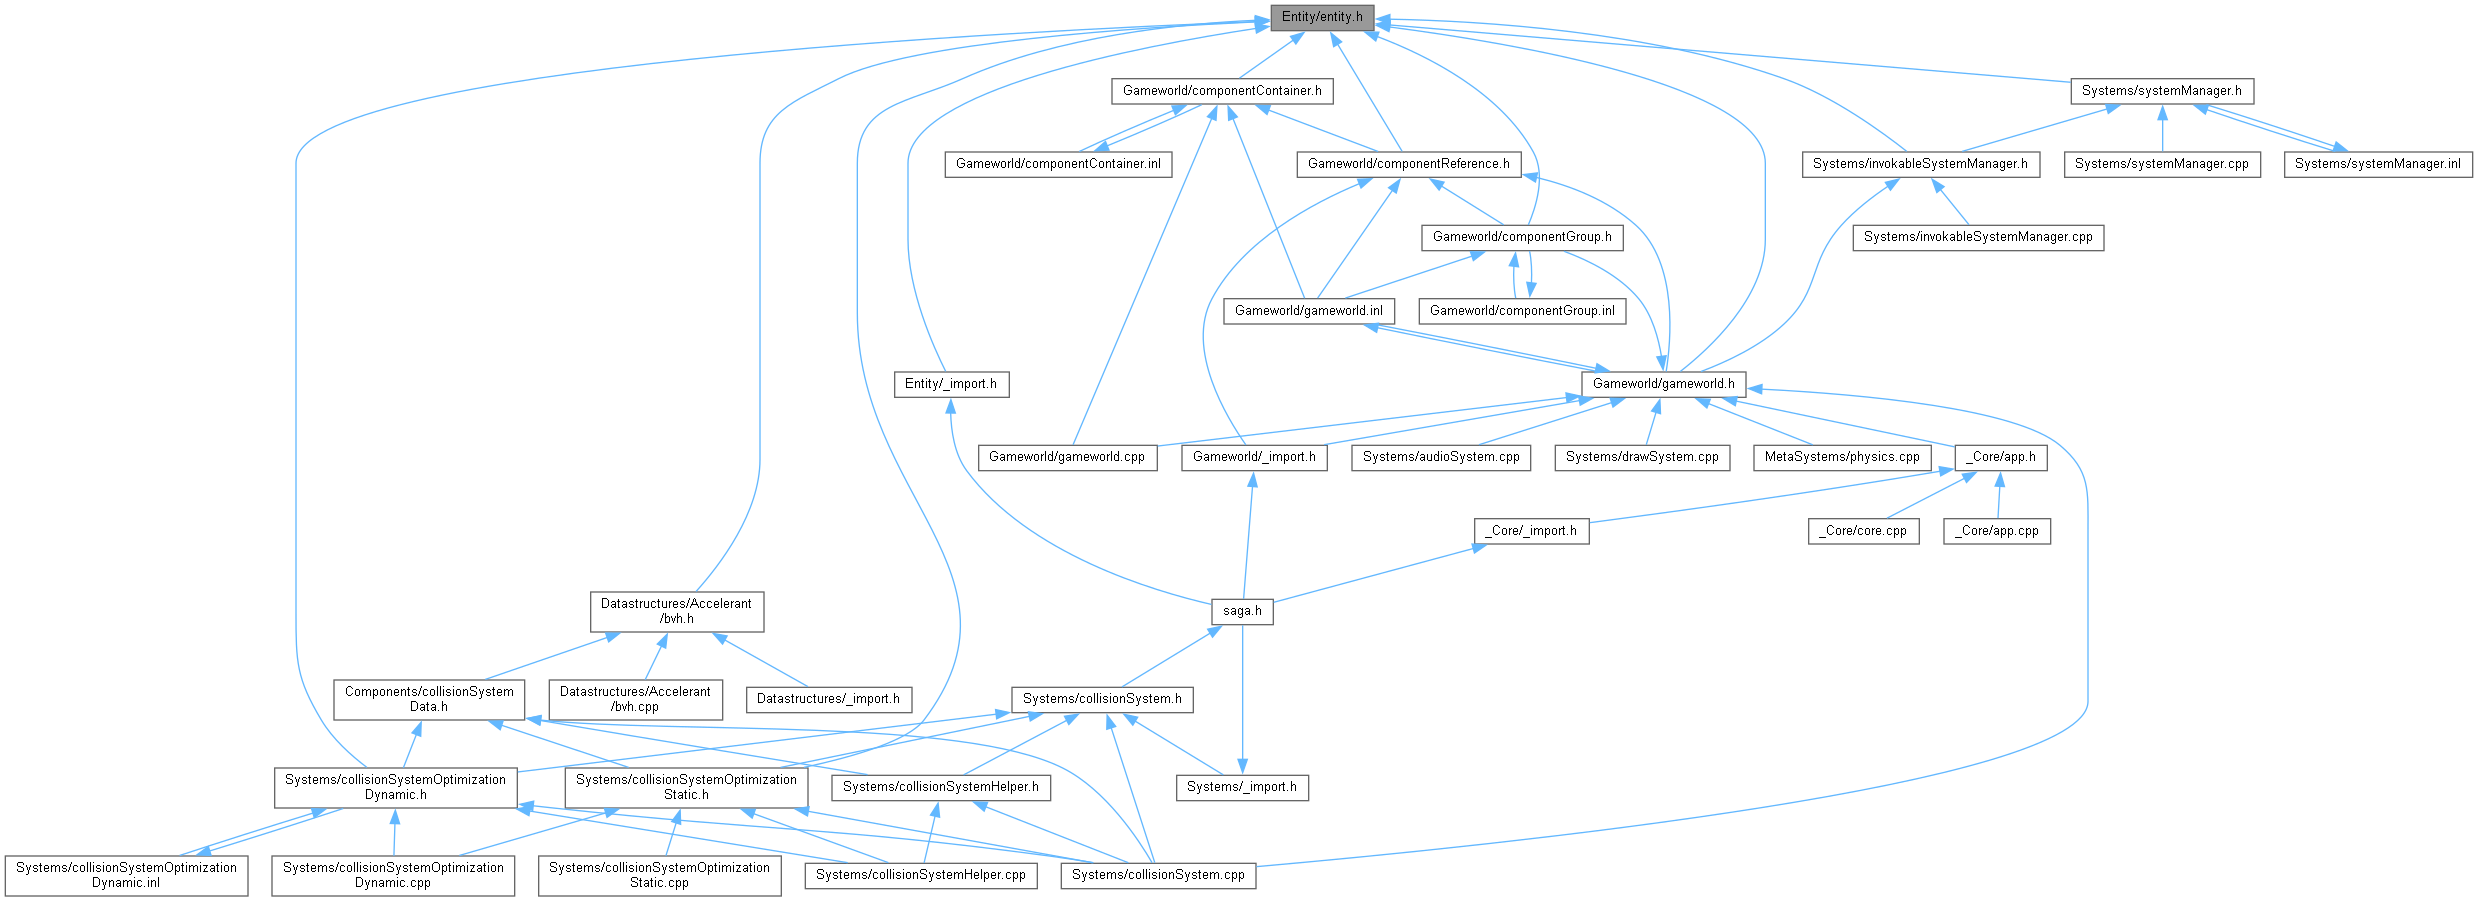 Entity/entity.h
Gameworld/componentContainer.h
Systems/systemManager.h
Gameworld/componentContainer.inl
Gameworld/componentReference.h
Systems/invokableSystemManager.h
Systems/systemManager.cpp
Systems/systemManager.inl
Gameworld/componentGroup.h
Systems/invokableSystemManager.cpp
Gameworld/gameworld.inl
Gameworld/componentGroup.inl
Entity/_import.h
Gameworld/gameworld.h
Gameworld/gameworld.cpp
Gameworld/_import.h
Systems/audioSystem.cpp
Systems/drawSystem.cpp
MetaSystems/physics.cpp
_Core/app.h
_Core/_import.h
_Core/core.cpp
_Core/app.cpp
Datastructures/Accelerant
/bvh.h
saga.h
Components/collisionSystem
Data.h
Datastructures/Accelerant
/bvh.cpp
Datastructures/_import.h
Systems/collisionSystem.h
Systems/collisionSystemOptimization
Dynamic.h
Systems/collisionSystemOptimization
Static.h
Systems/collisionSystemHelper.h
Systems/_import.h
Systems/collisionSystemOptimization
Dynamic.inl
Systems/collisionSystemOptimization
Dynamic.cpp
Systems/collisionSystemOptimization
Static.cpp
Systems/collisionSystemHelper.cpp
Systems/collisionSystem.cpp